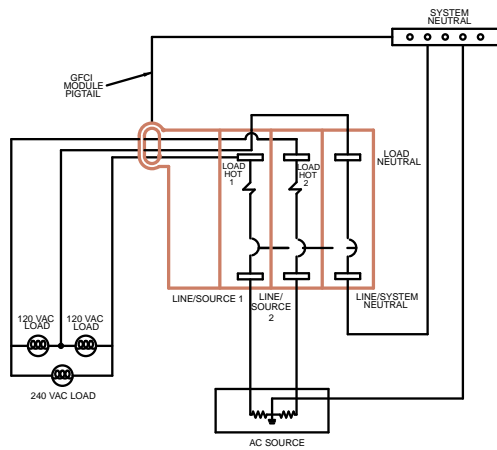 SYSTEM
NEUTRAL
GFCI
MODULE
PIGTAIL
LOAD
HOT
1
LOAD
HOT
2
LOAD
NEUTRAL
LINE/SOURCE 1
LINE/
SOURCE
2
LINE/SYSTEM
NEUTRAL
120 VAC
LOAD
120 VAC
LOAD
240 VAC LOAD
AC SOURCE